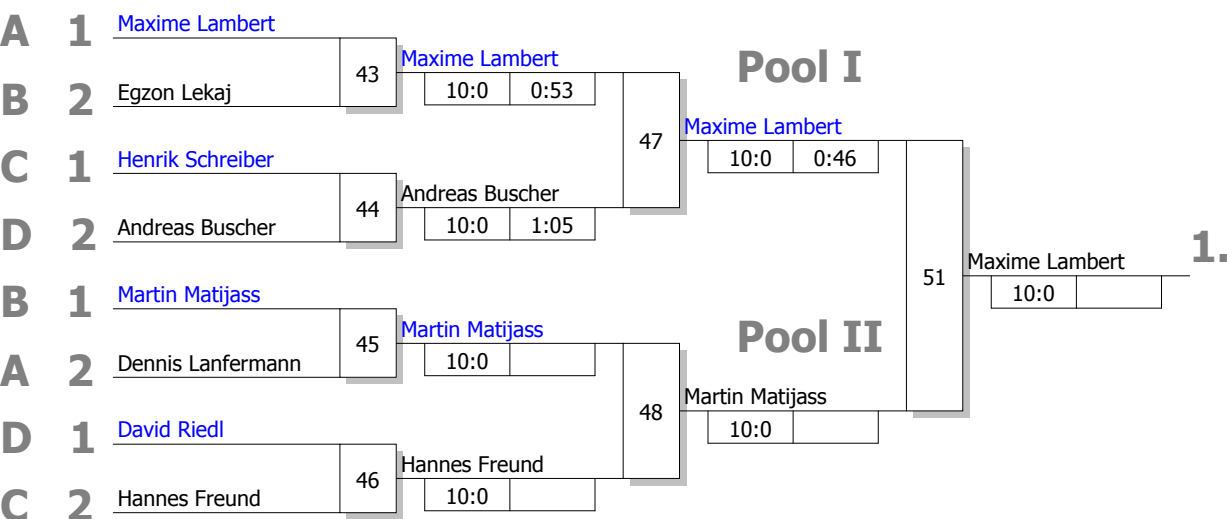 A 1 Maxime Lambert
43 Maxime Lambert
10:0 0:53
B 2 Egzon Lekaj
Pool I
47 Maxime Lambert
10:0 0:46
C 1 Henrik Schreiber
44 Andreas Buscher
10:0 1:05
D 2 Andreas Buscher
51 Maxime Lambert 1.
10:0
B 1 Martin Matijass
45 Martin Matijass
10:0
A 2 Dennis Lanfermann
Pool II
48 Martin Matijass
10:0
D 1 David Riedl
46 Hannes Freund
10:0
C 2 Hannes Freund